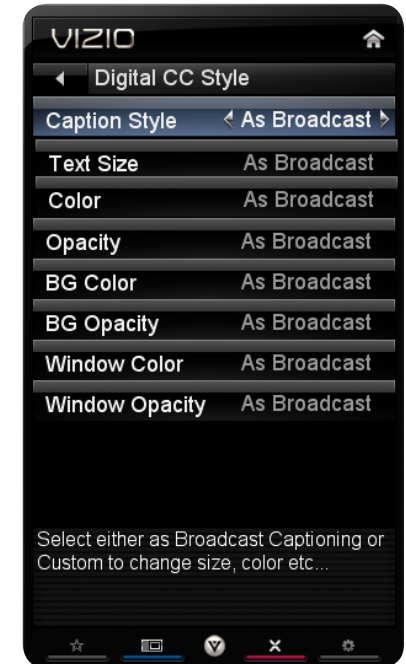 VIZIO
Digital CC Style
Caption Style As Broadcast
Text Size As Broadcast
Color As Broadcast
Opacity As Broadcast
BG Color As Broadcast
BG Opacity As Broadcast
Window Color As Broadcast
Window Opacity As Broadcast
Select either as Broadcast Captioning or
Custom to change size, color etc...
V